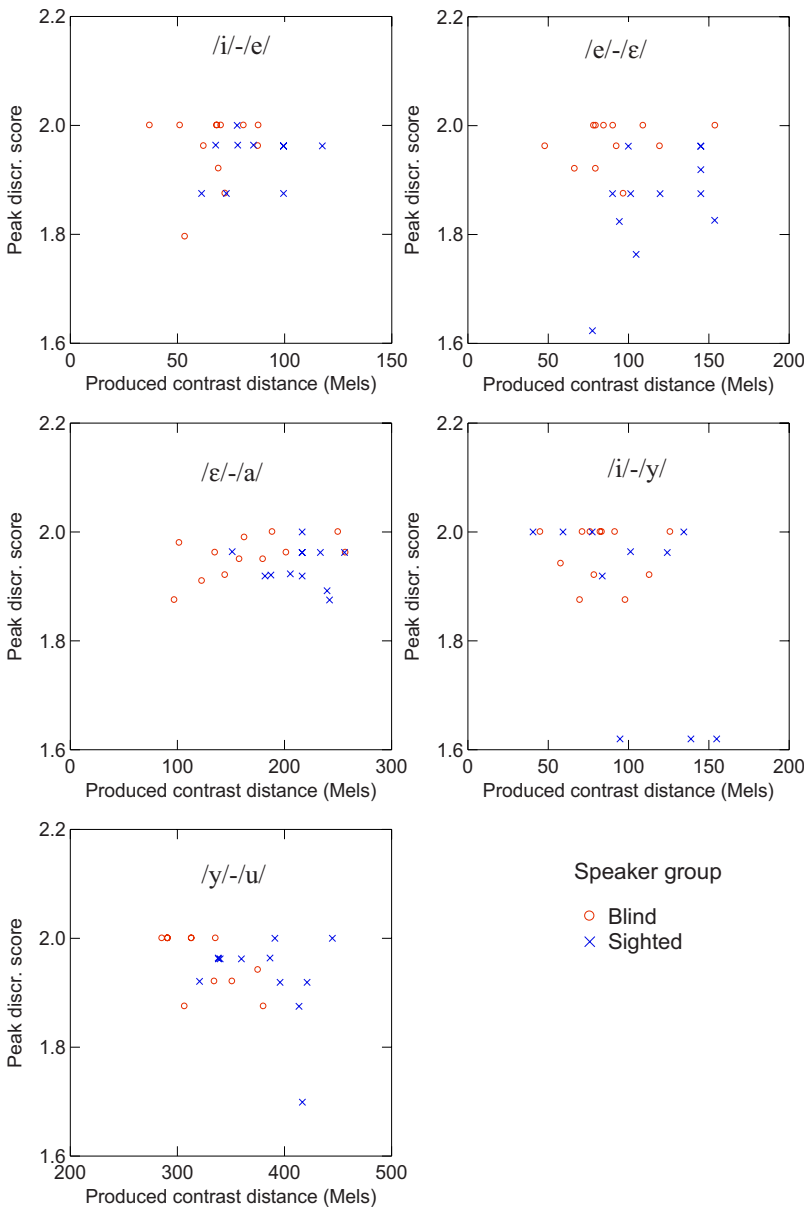 /i/-/e/
2.2
2.0
1.8
1.6
Peak discr. score
0 50 100 150
Produced contrast distance (Mels)
/e/-/ɛ/
2.2
2.0
1.8
1.6
Peak discr. score
0 50 100 150 200
Produced contrast distance (Mels)
/ɛ/-/a/
2.2
2.0
1.8
1.6
Peak discr. score
0 100 200 300
Produced contrast distance (Mels)
/i/-/y/
2.2
2.0
1.8
1.6
Peak discr. score
0 50 100 150 200
Produced contrast distance (Mels)
/y/-/u/
2.2
2.0
1.8
1.6
Peak discr. score
200 300 400 500
Produced contrast distance (Mels)
Speaker group
Blind
Sighted